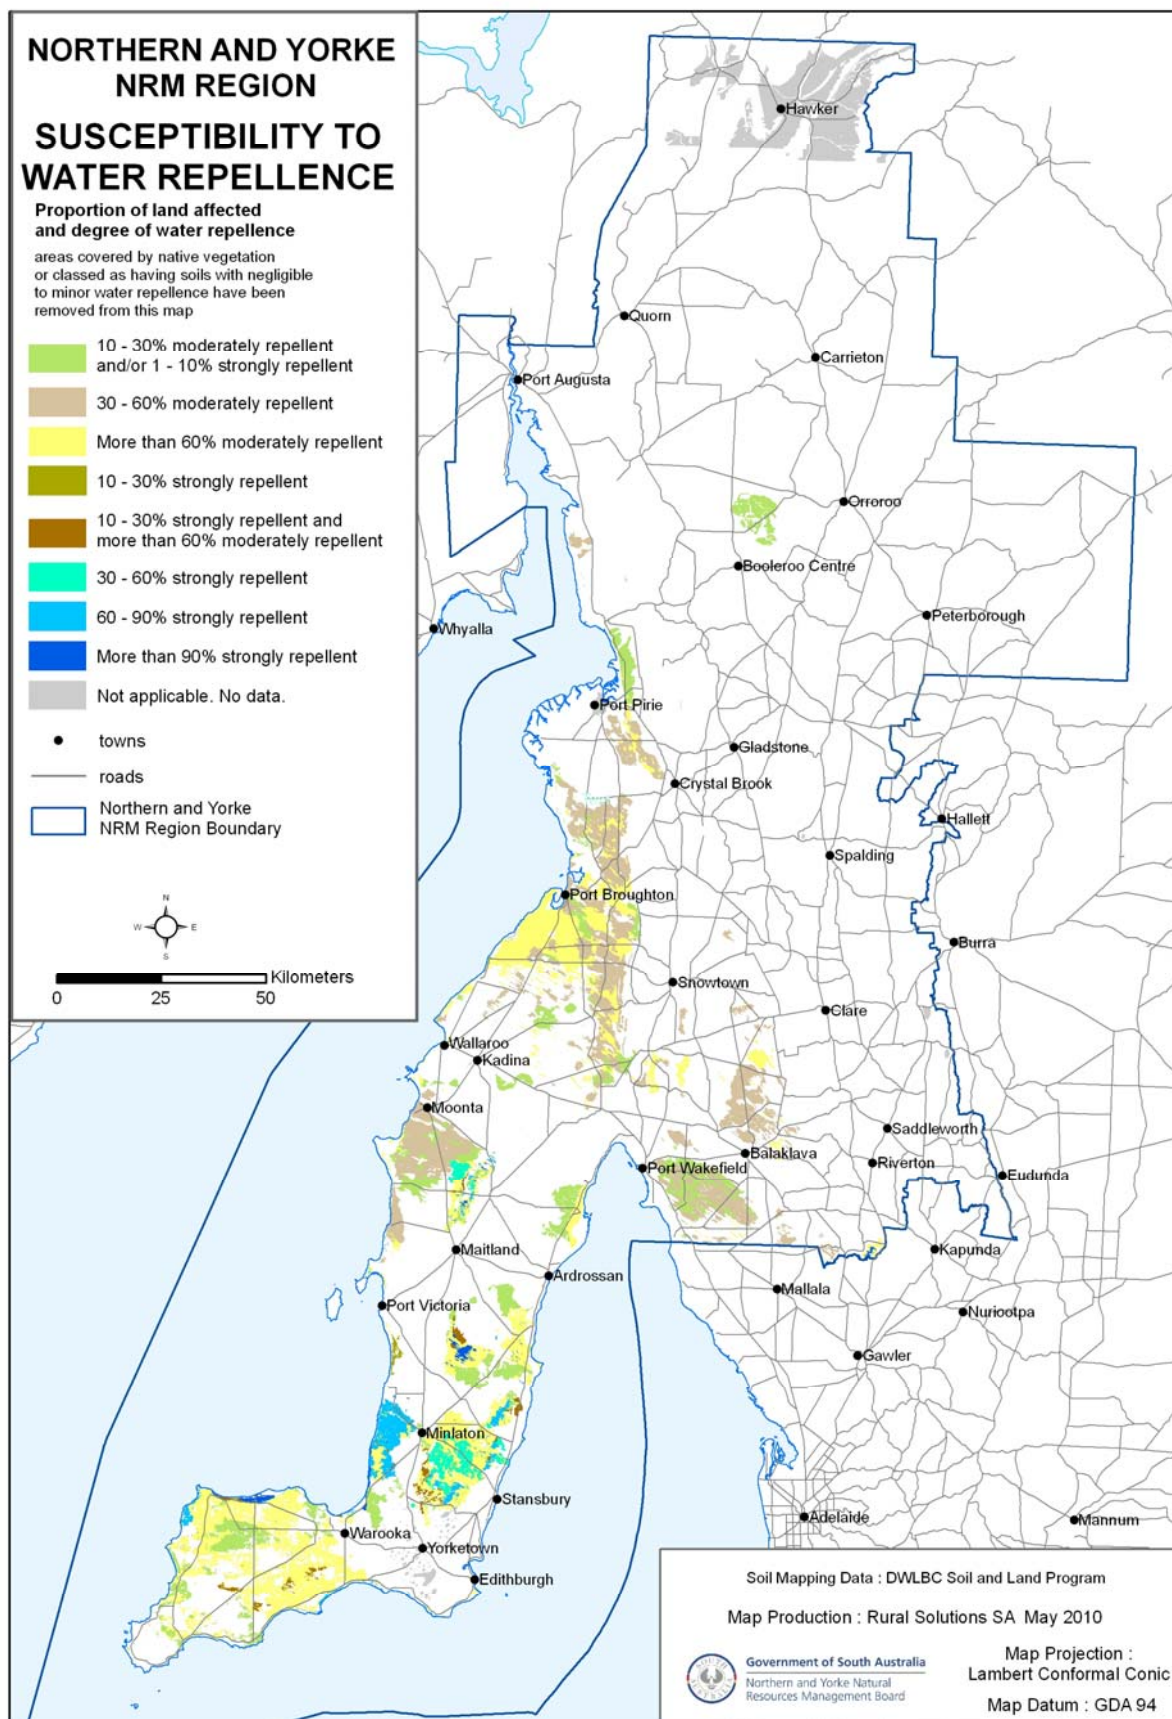 NORTHERN AND YORKE
NRM REGION
SUSCEPTIBILITY TO
WATER REPELLENCE
Proportion of land affected
and degree of water repellence
areas covered by native vegetation
or classed as having soils with negligible
to minor water repellence have been
removed from this map
10 - 30% moderately repellent
and/or 1 - 10% strongly repellent
30 - 60% moderately repellent
More than 60% moderately repellent
10 - 30% strongly repellent
10 - 30% strongly repellent and
more than 60% moderately repellent
30 - 60% strongly repellent
60 - 90% strongly repellent
More than 90% strongly repellent
Not applicable. No data.
towns
roads
Northern and Yorke
NRM Region Boundary
N
W E
S
Kilometers
0 25 50
Hawker
Quorn
Carrieton
Port Augusta
Orroroo
Booleroo Centre
Peterborough
Whyalla
Port Pirie
Gladstone
Crystal Brook
Hallett
Spalding
Port Broughton
Burra
Snowtown
Clare
Wallaroo
Kadina
Moonta
Saddleworth
Balaklava
Riverton
Port Wakefield
Eudunda
Maitland
Kapunda
Ardrossan
Mallala
Port Victoria
Nuriootpa
Gawler
Minlaton
Stansbury
Adelaide
Mannum
Warooka
Yorketown
Edithburgh
Soil Mapping Data : DWLBC Soil and Land Program
Map Production : Rural Solutions SA May 2010
SOUTH
AUSTRALIA
Government of South Australia
Northern and Yorke Natural
Resources Management Board
Map Projection :
Lambert Conformal Conic
Map Datum : GDA 94